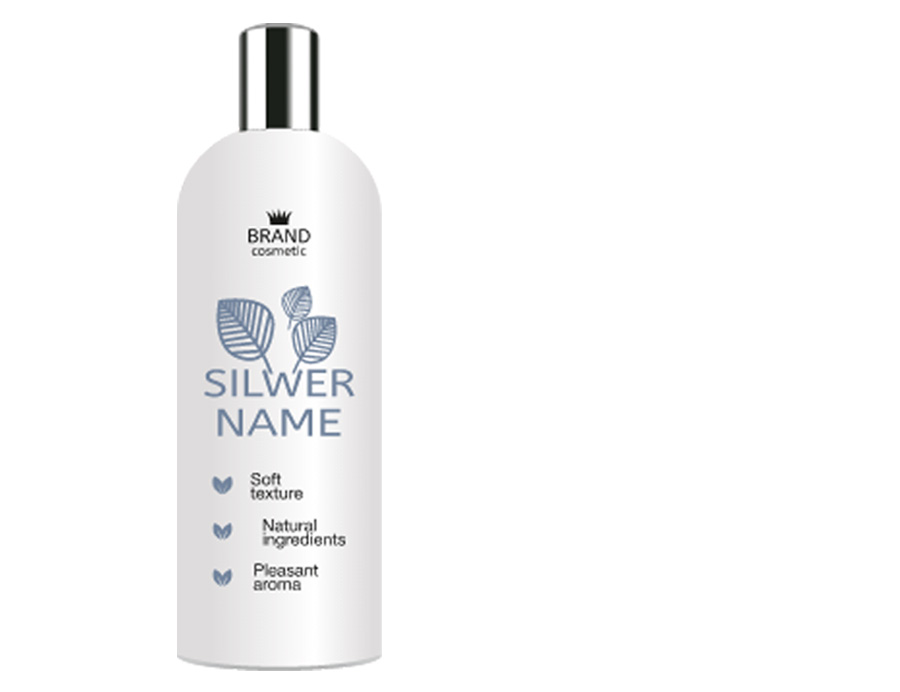 BRAND
cosmetic
SILWER
NAME
Soft
texture
Natural
ingredients
Pleasant
aroma